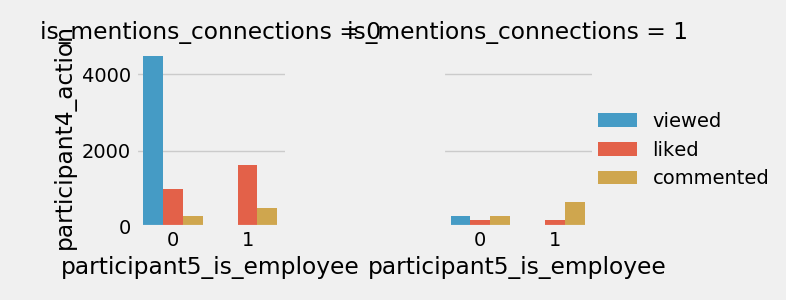 is_mentions_connections = 0
is_mentions_connections = 1
participant4_action
4000
2000
0
0
1
0
1
participant5_is_employee
participant5_is_employee
viewed
liked
commented